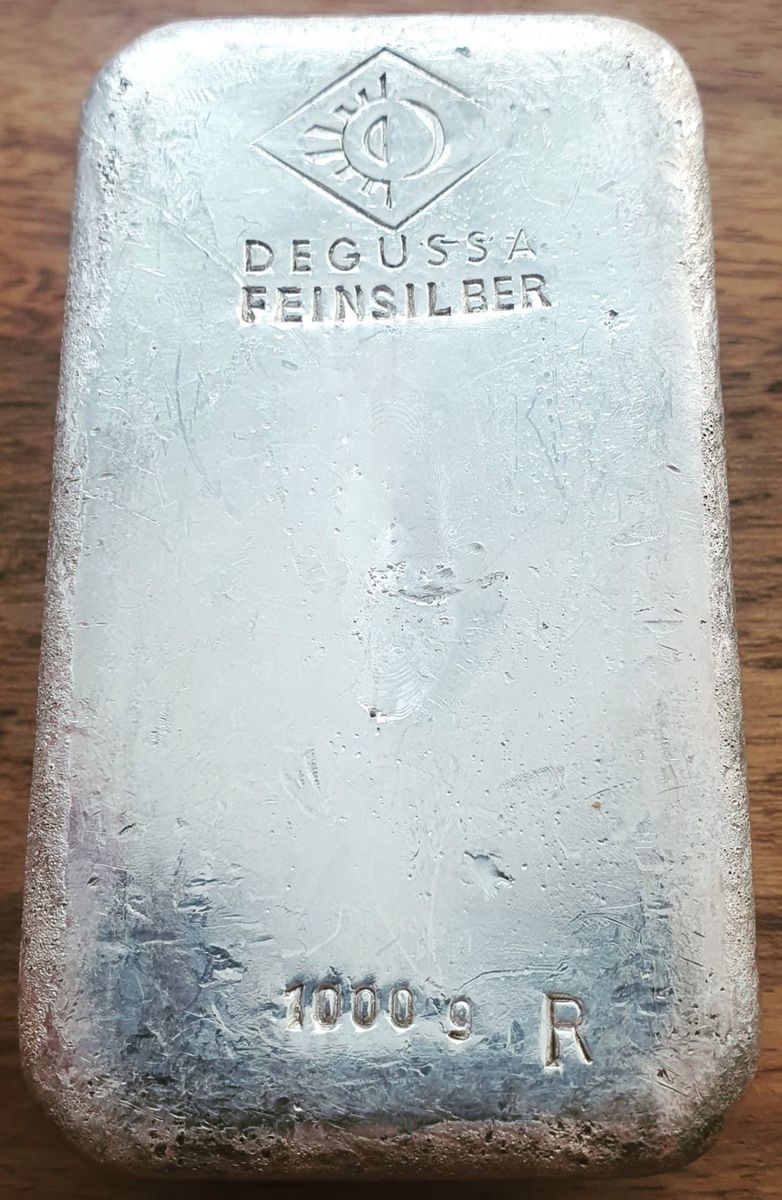 DEGUSSA
FEINSILBER
1000 g R